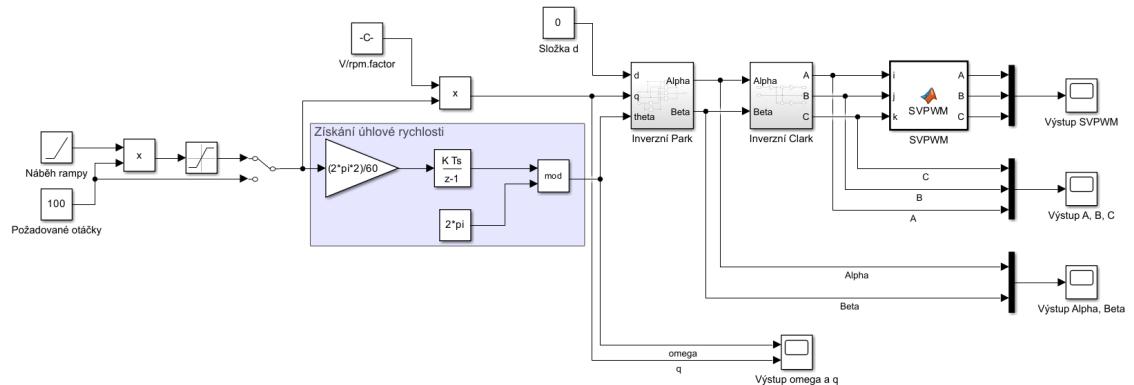 0
Složka d
-C-
V/rpm.factor
x
d
q
theta
Alpha
Beta
Inverzní Park
Alpha
Beta
A
B
C
Inverzní Clark
i
j
k
SVPWM
A
B
C
SVPWM
Výstup SVPWM
Získání úhlové rychlosti
(2*pi*2)/60
K Ts
z-1
mod
2*pi
Náběh rampy
x
100
Požadované otáčky
C
B
A
Výstup A, B, C
Alpha
Beta
Výstup Alpha, Beta
omega
q
Výstup omega a q